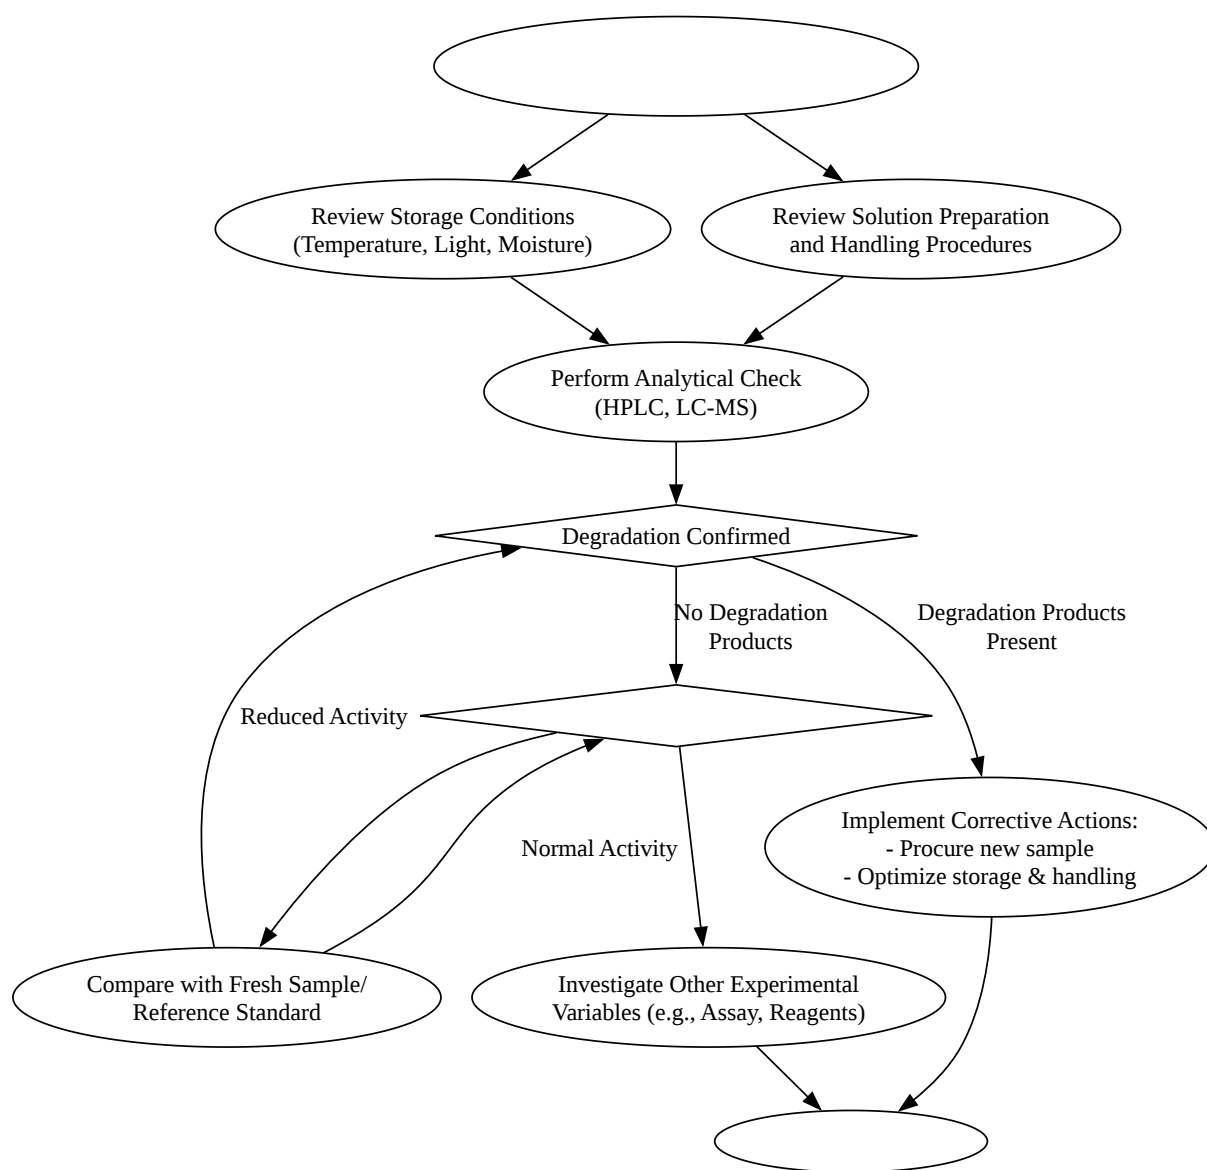 Review Storage Conditions
(Temperature, Light, Moisture)
Review Solution Preparation
and Handling Procedures
Perform Analytical Check
(HPLC, LC-MS)
Degradation Confirmed
No Degradation
Products
Degradation Products
Present
Reduced Activity
Implement Corrective Actions:
- Procure new sample
- Optimize storage & handling
Normal Activity
Compare with Fresh Sample/
Reference Standard
Investigate Other Experimental
Variables (e.g., Assay, Reagents)